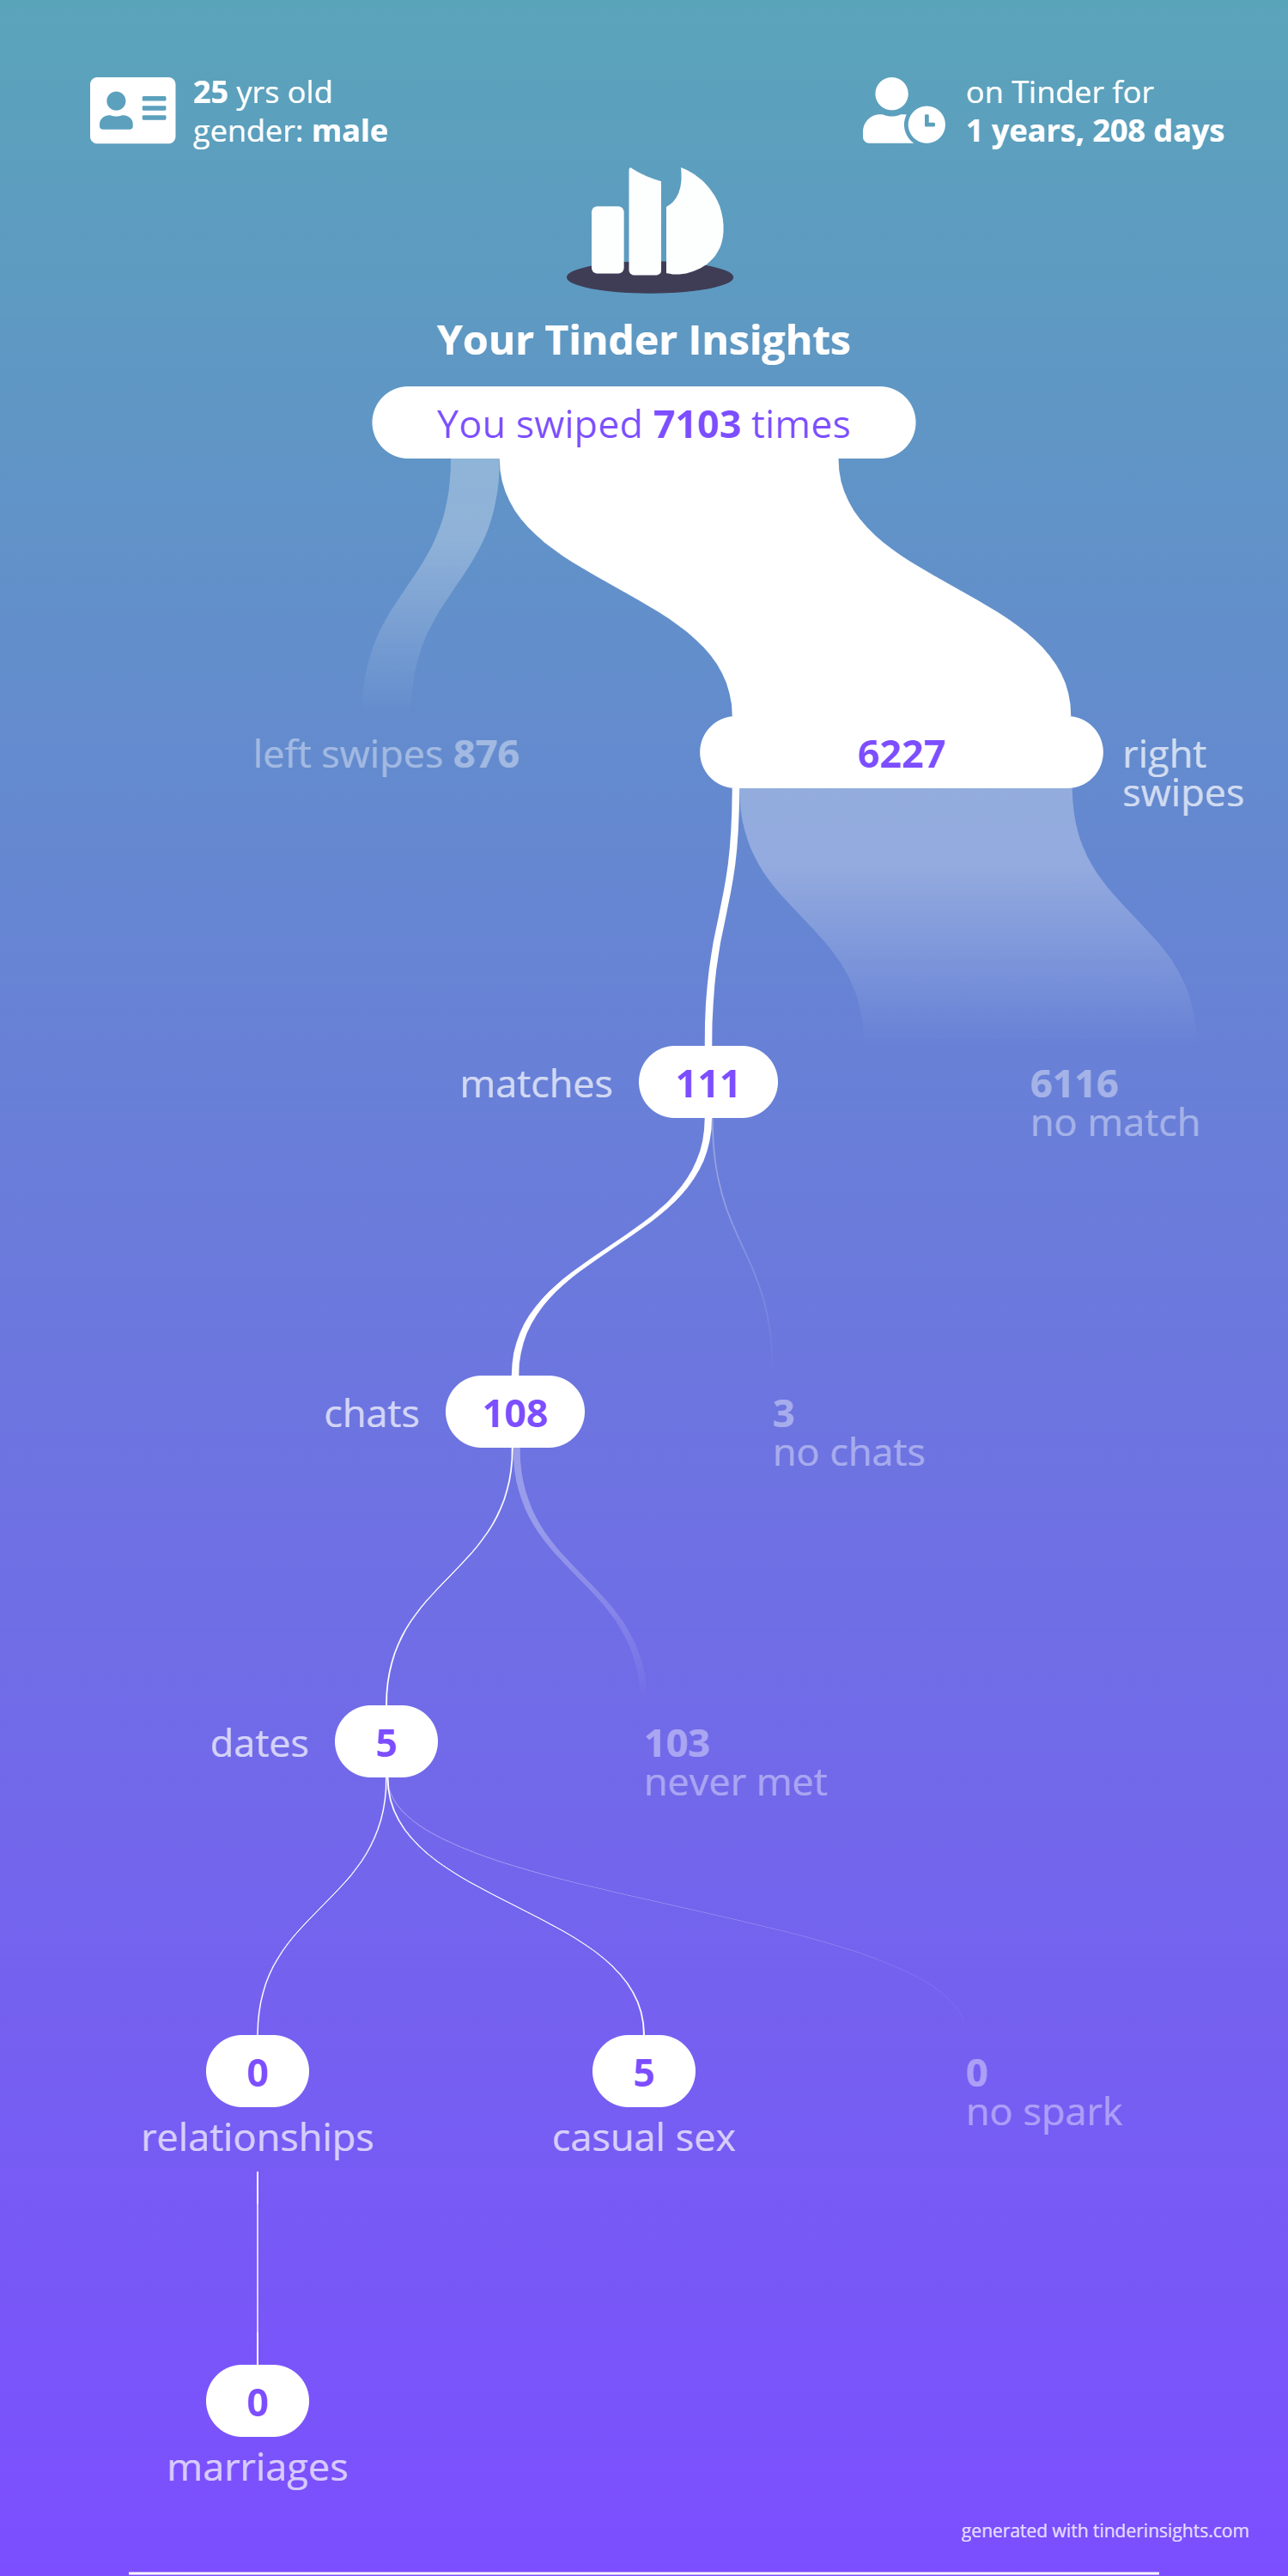 25 yrs old
gender: male
on Tinder for
1 years, 208 days
Your Tinder Insights
You swiped 7103 times
left swipes 876
6227
right
swipes
matches
111
6116
no match
chats
108
3
no chats
dates
5
103
never met
0
relationships
5
casual sex
0
no spark
0
marriages
generated with tinderinsights.com